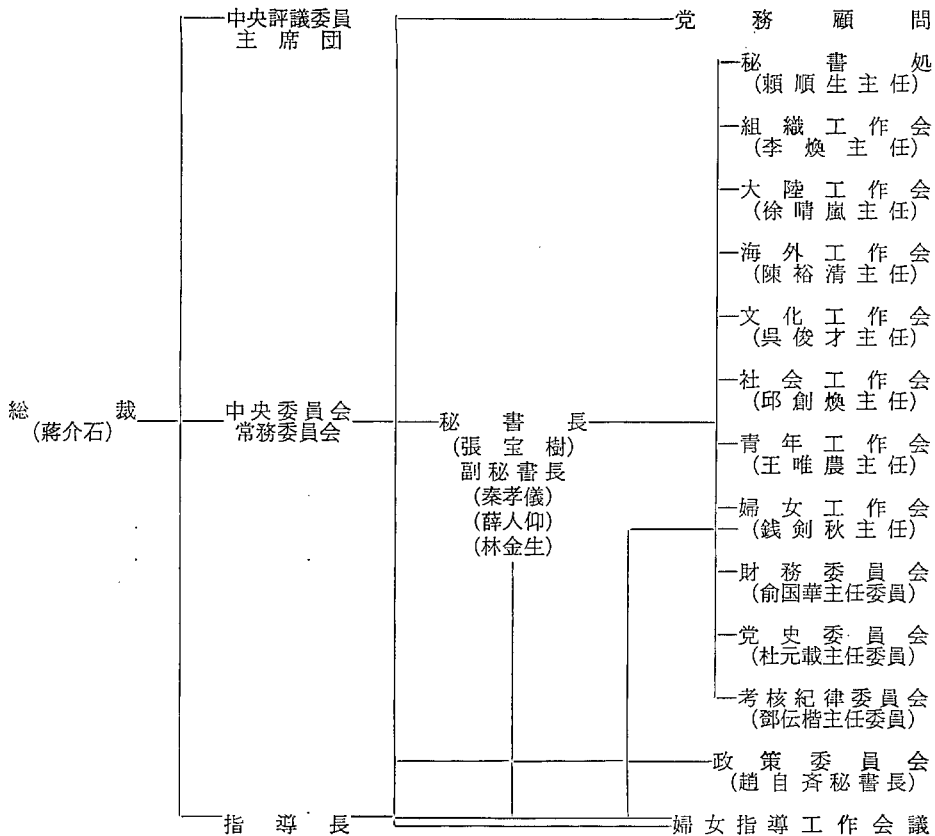 総裁
(蔣介石)
中央評議委員
主席団
中央委員会
常務委員会
指導長
秘書長
(張宝樹)
副秘書長
(秦孝儀)
(薛人仰)
(林金生)
党務顧問
秘書処
(頼順生主任)
組織工作会
(李煥主任)
大陸工作会
(徐晴嵐主任)
海外工作会
(陳裕清主任)
文化工作会
(呉俊才主任)
社会工作会
(邱創煥主任)
青年工作会
(王唯農主任)
婦女工作会
(銭剣秋主任)
財務委員会
(俞国華主任委員)
党史委員会
(杜元載主任委員)
考核紀律委員会
(鄧伝楷主任委員)
政策委員会
(趙自斉秘書長)
婦女指導工作会議